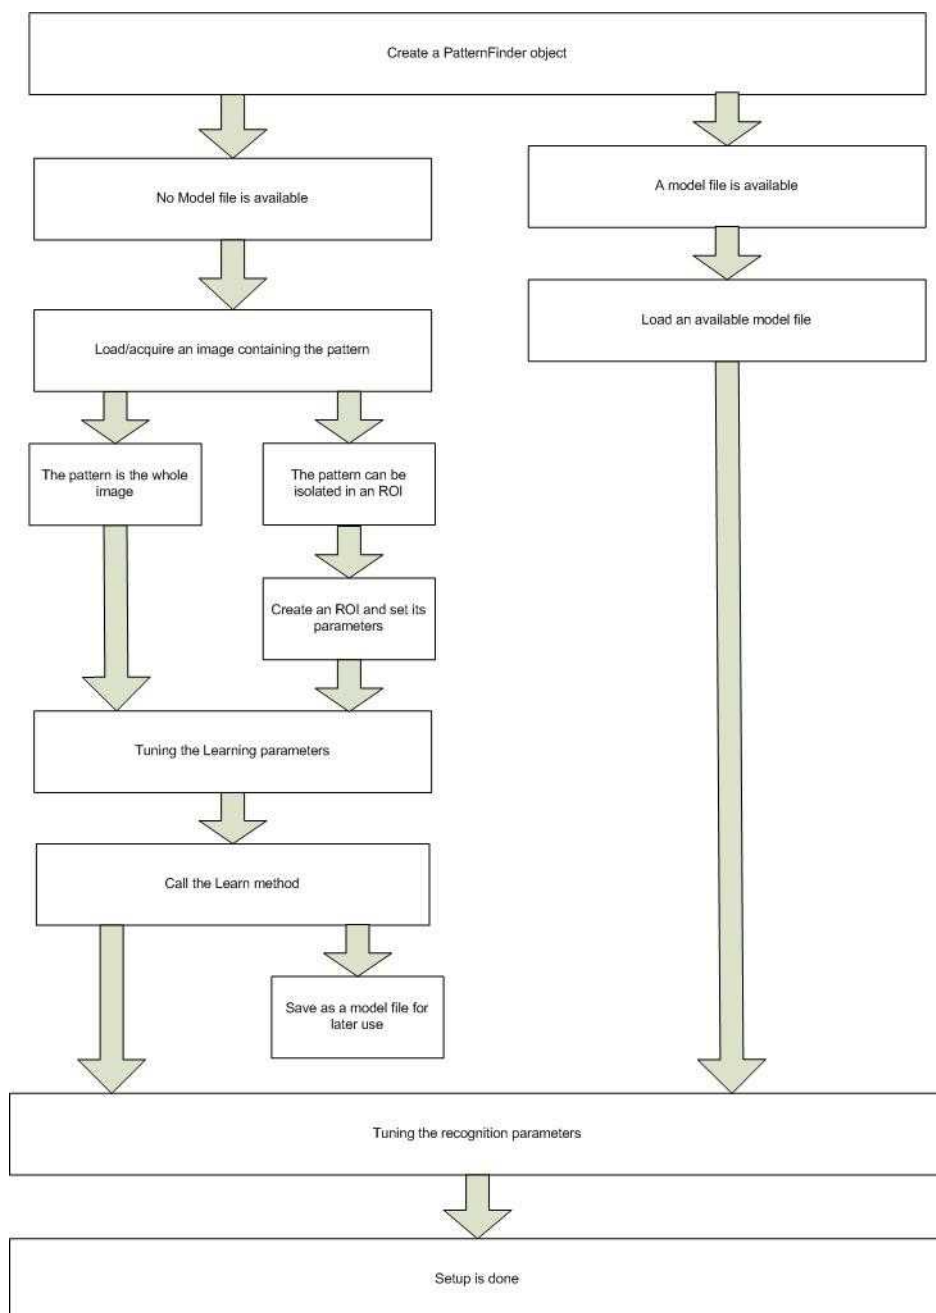 Create a PatternFinder object
No Model file is available
A model file is available
Load/acquire an image containing the pattern
Load an available model file
The pattern is the whole
image
The pattern can be
isolated in an ROI
Create an ROI and set its
parameters
Tuning the Learning parameters
Call the Learn method
Save as a model file for
later use
Tuning the recognition parameters
Setup is done